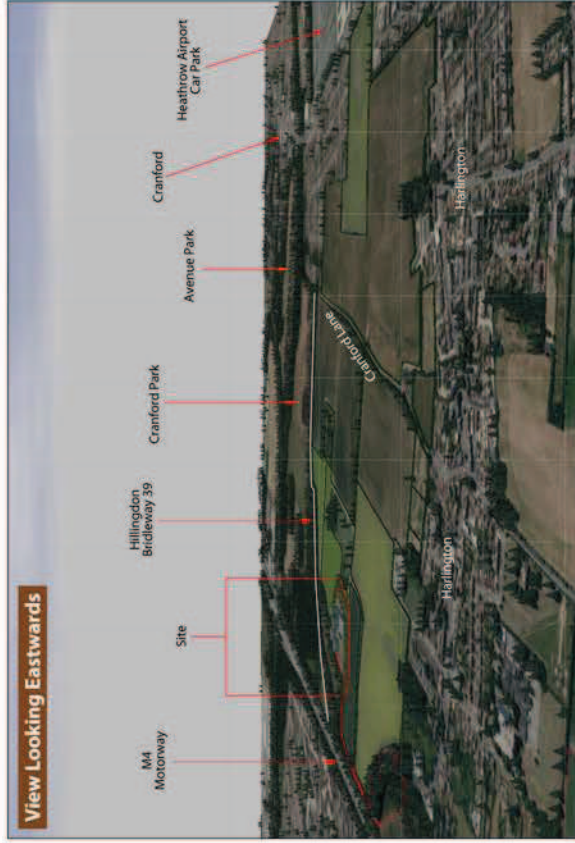 View Looking Eastwards
M4
Motorway
Site
Hillingdon
Bridleway 39
Cranford Park
Avenue Park
Cranford
Heathrow Airport
Car Park
Cranford Lane
Harlington
Harlington